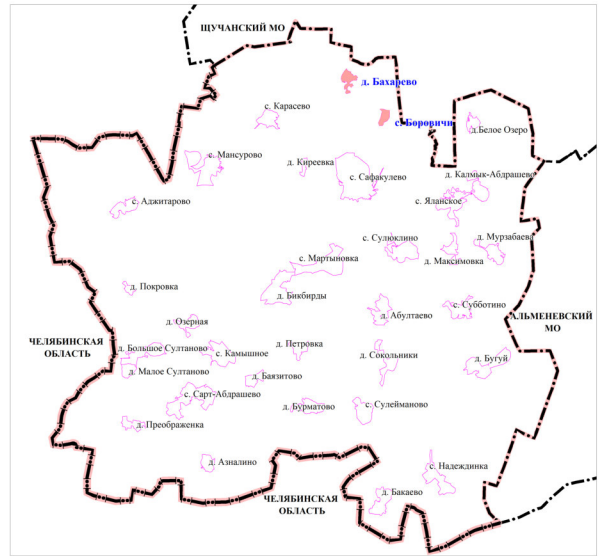 ЩУЧАНСКИЙ МО
д. Бахарево
с. Карасево
с. Боровичи
д.Белое Озеро
с. Мансурово
д. Киреевка
с. Сафакулево
д. Калмык-Абдрашево
с. Аджитарово
с. Яланское
с. Сулюклино
д. Мурзабаево
с. Мартыновка
д. Максимовка
д. Покровка
д. Бикбирды
с. Субботино
д. Озерная
д. Абултаево
АЛЬМЕНЕВСКИЙ
МО
ЧЕЛЯБИНСКАЯ
ОБЛАСТЬ
д. Большое Султаново
с. Камышное
д. Петровка
д. Сокольники
д. Бугуй
д. Малое Султаново
д. Баязитово
с. Сарт-Абдрашево
д. Бурматово
с. Сулейманово
д. Преображенка
д. Азналино
с. Надеждинка
д. Бакаево
ЧЕЛЯБИНСКАЯ
ОБЛАСТЬ